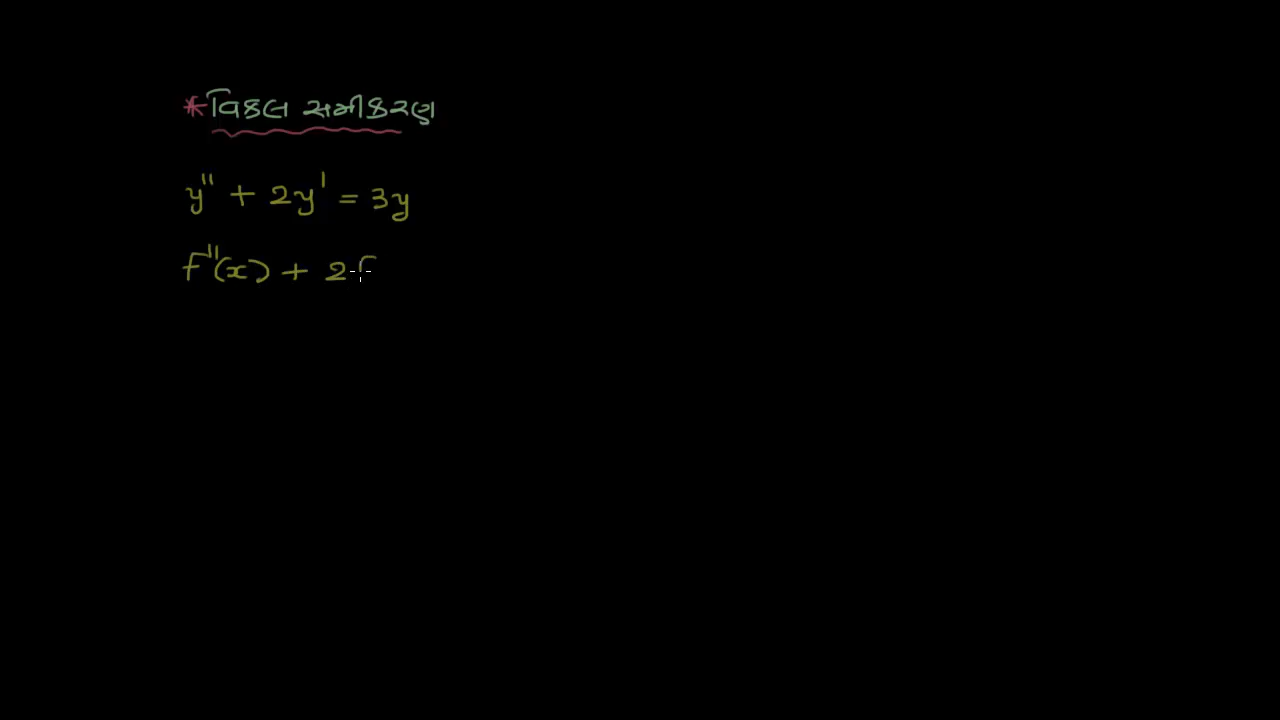 *વિકલ સમીકરણ
y'' + 2y' = 3y
f''(x) + 2f